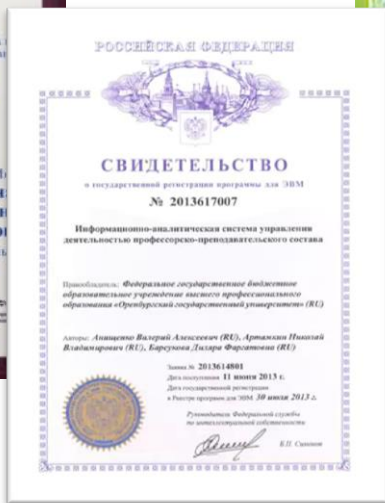 РОССИЙСКАЯ ФЕДЕРАЦИЯ
СВИДЕТЕЛЬСТВО
о государственной регистрации программы для ЭВМ
№ 2013617007
Информационно-аналитическая система управления
деятельностью профессорско-преподавательского состава
Правообладатель: Федеральное государственное бюджетное
образовательное учреждение высшего профессионального
образования «Оренбургский государственный университет» (RU)
Авторы: Анищенко Валерий Алексеевич (RU), Артамкин Николай
Владимирович (RU), Барсукова Дилара Фаргатовна (RU)
Заявка № 2013614801
Дата поступления 11 июня 2013 г.
Дата государственной регистрации
в Реестре программ для ЭВМ 30 июля 2013 г.
Руководитель Федеральной службы
по интеллектуальной собственности
Б.П. Симонов